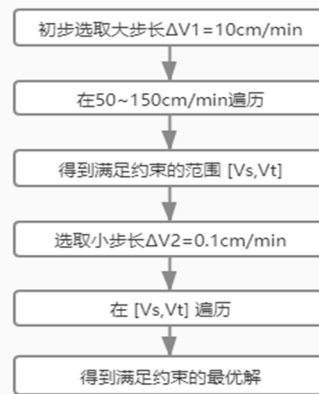 初步选取大步长ΔV1=10cm/min
在50~150cm/min遍历
得到满足约束的范围 [Vs,Vt]
选取小步长ΔV2=0.1cm/min
在 [Vs,Vt] 遍历
得到满足约束的最优解